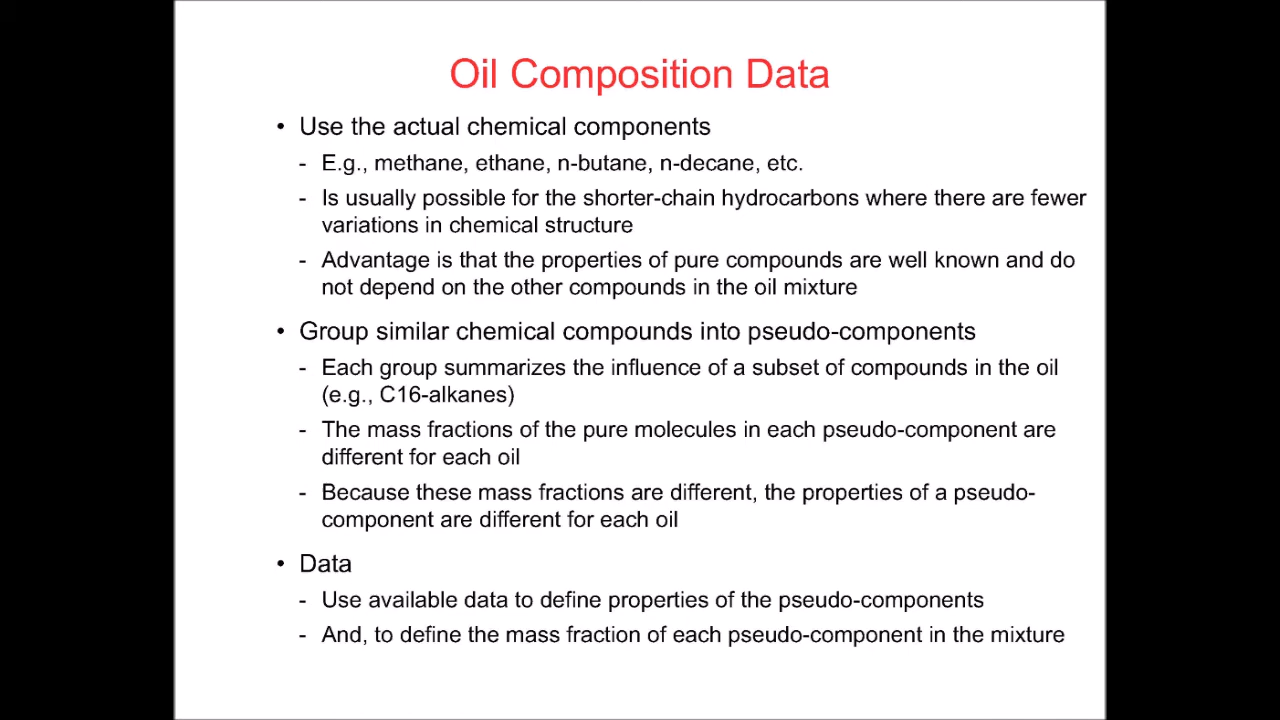 Oil Composition Data
• Use the actual chemical components
- E.g., methane, ethane, n-butane, n-decane, etc.
- Is usually possible for the shorter-chain hydrocarbons where there are fewer
variations in chemical structure
- Advantage is that the properties of pure compounds are well known and do
not depend on the other compounds in the oil mixture
• Group similar chemical compounds into pseudo-components
- Each group summarizes the influence of a subset of compounds in the oil
(e.g., C16-alkanes)
- The mass fractions of the pure molecules in each pseudo-component are
different for each oil
- Because these mass fractions are different, the properties of a pseudo-
component are different for each oil
• Data
- Use available data to define properties of the pseudo-components
- And, to define the mass fraction of each pseudo-component in the mixture